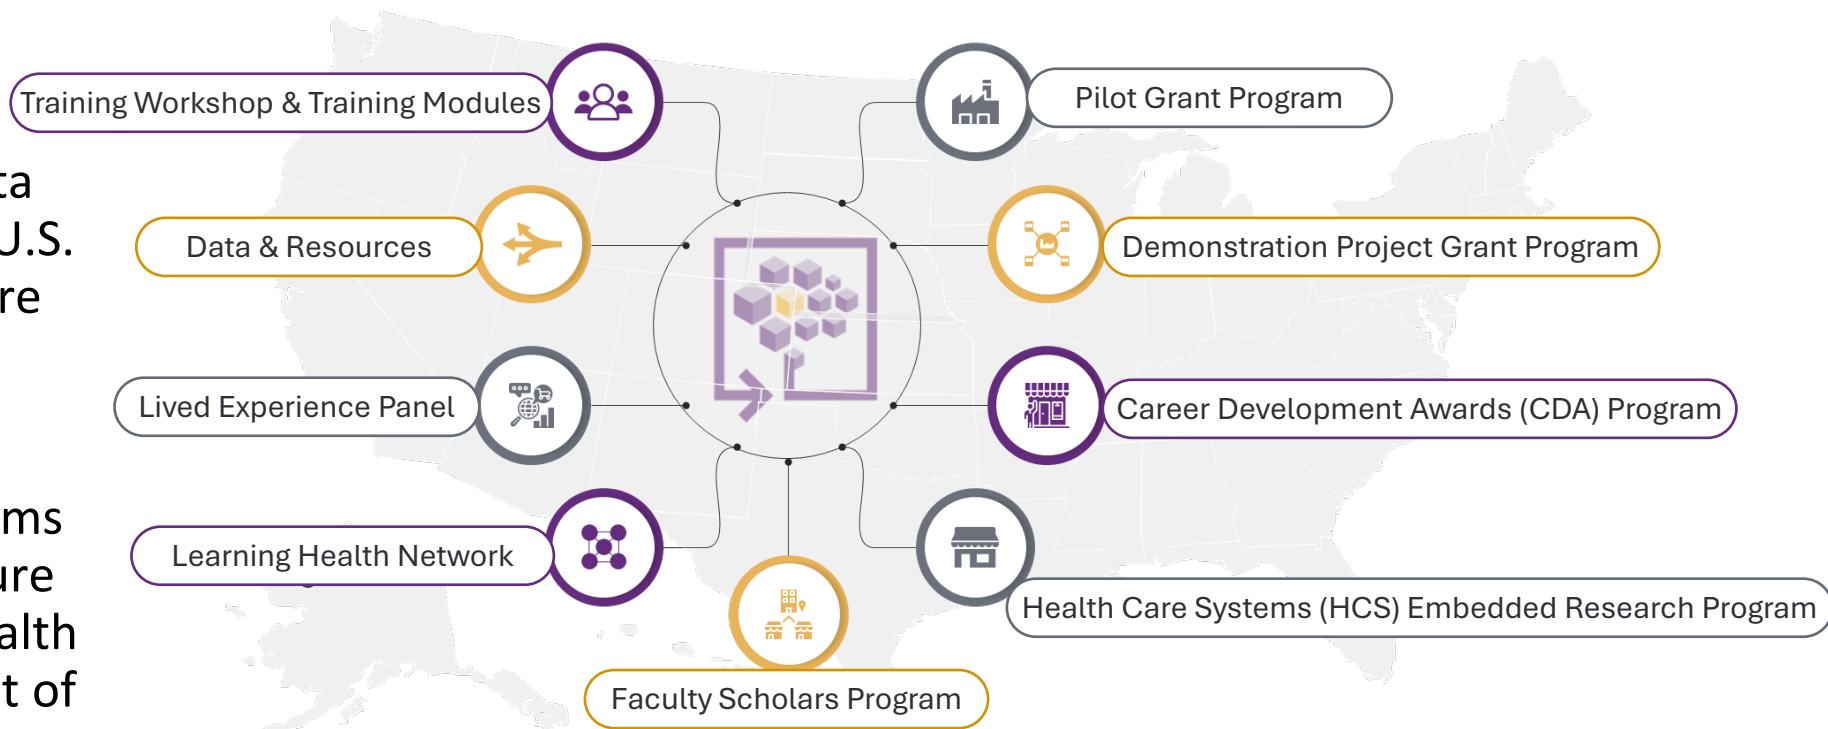 Training Workshop & Training Modules
Pilot Grant Program
Data & Resources
Demonstration Project Grant Program
U.S.
Lived Experience Panel
Career Development Awards (CDA) Program
Learning Health Network
Health Care Systems (HCS) Embedded Research Program
t of
Faculty Scholars Program